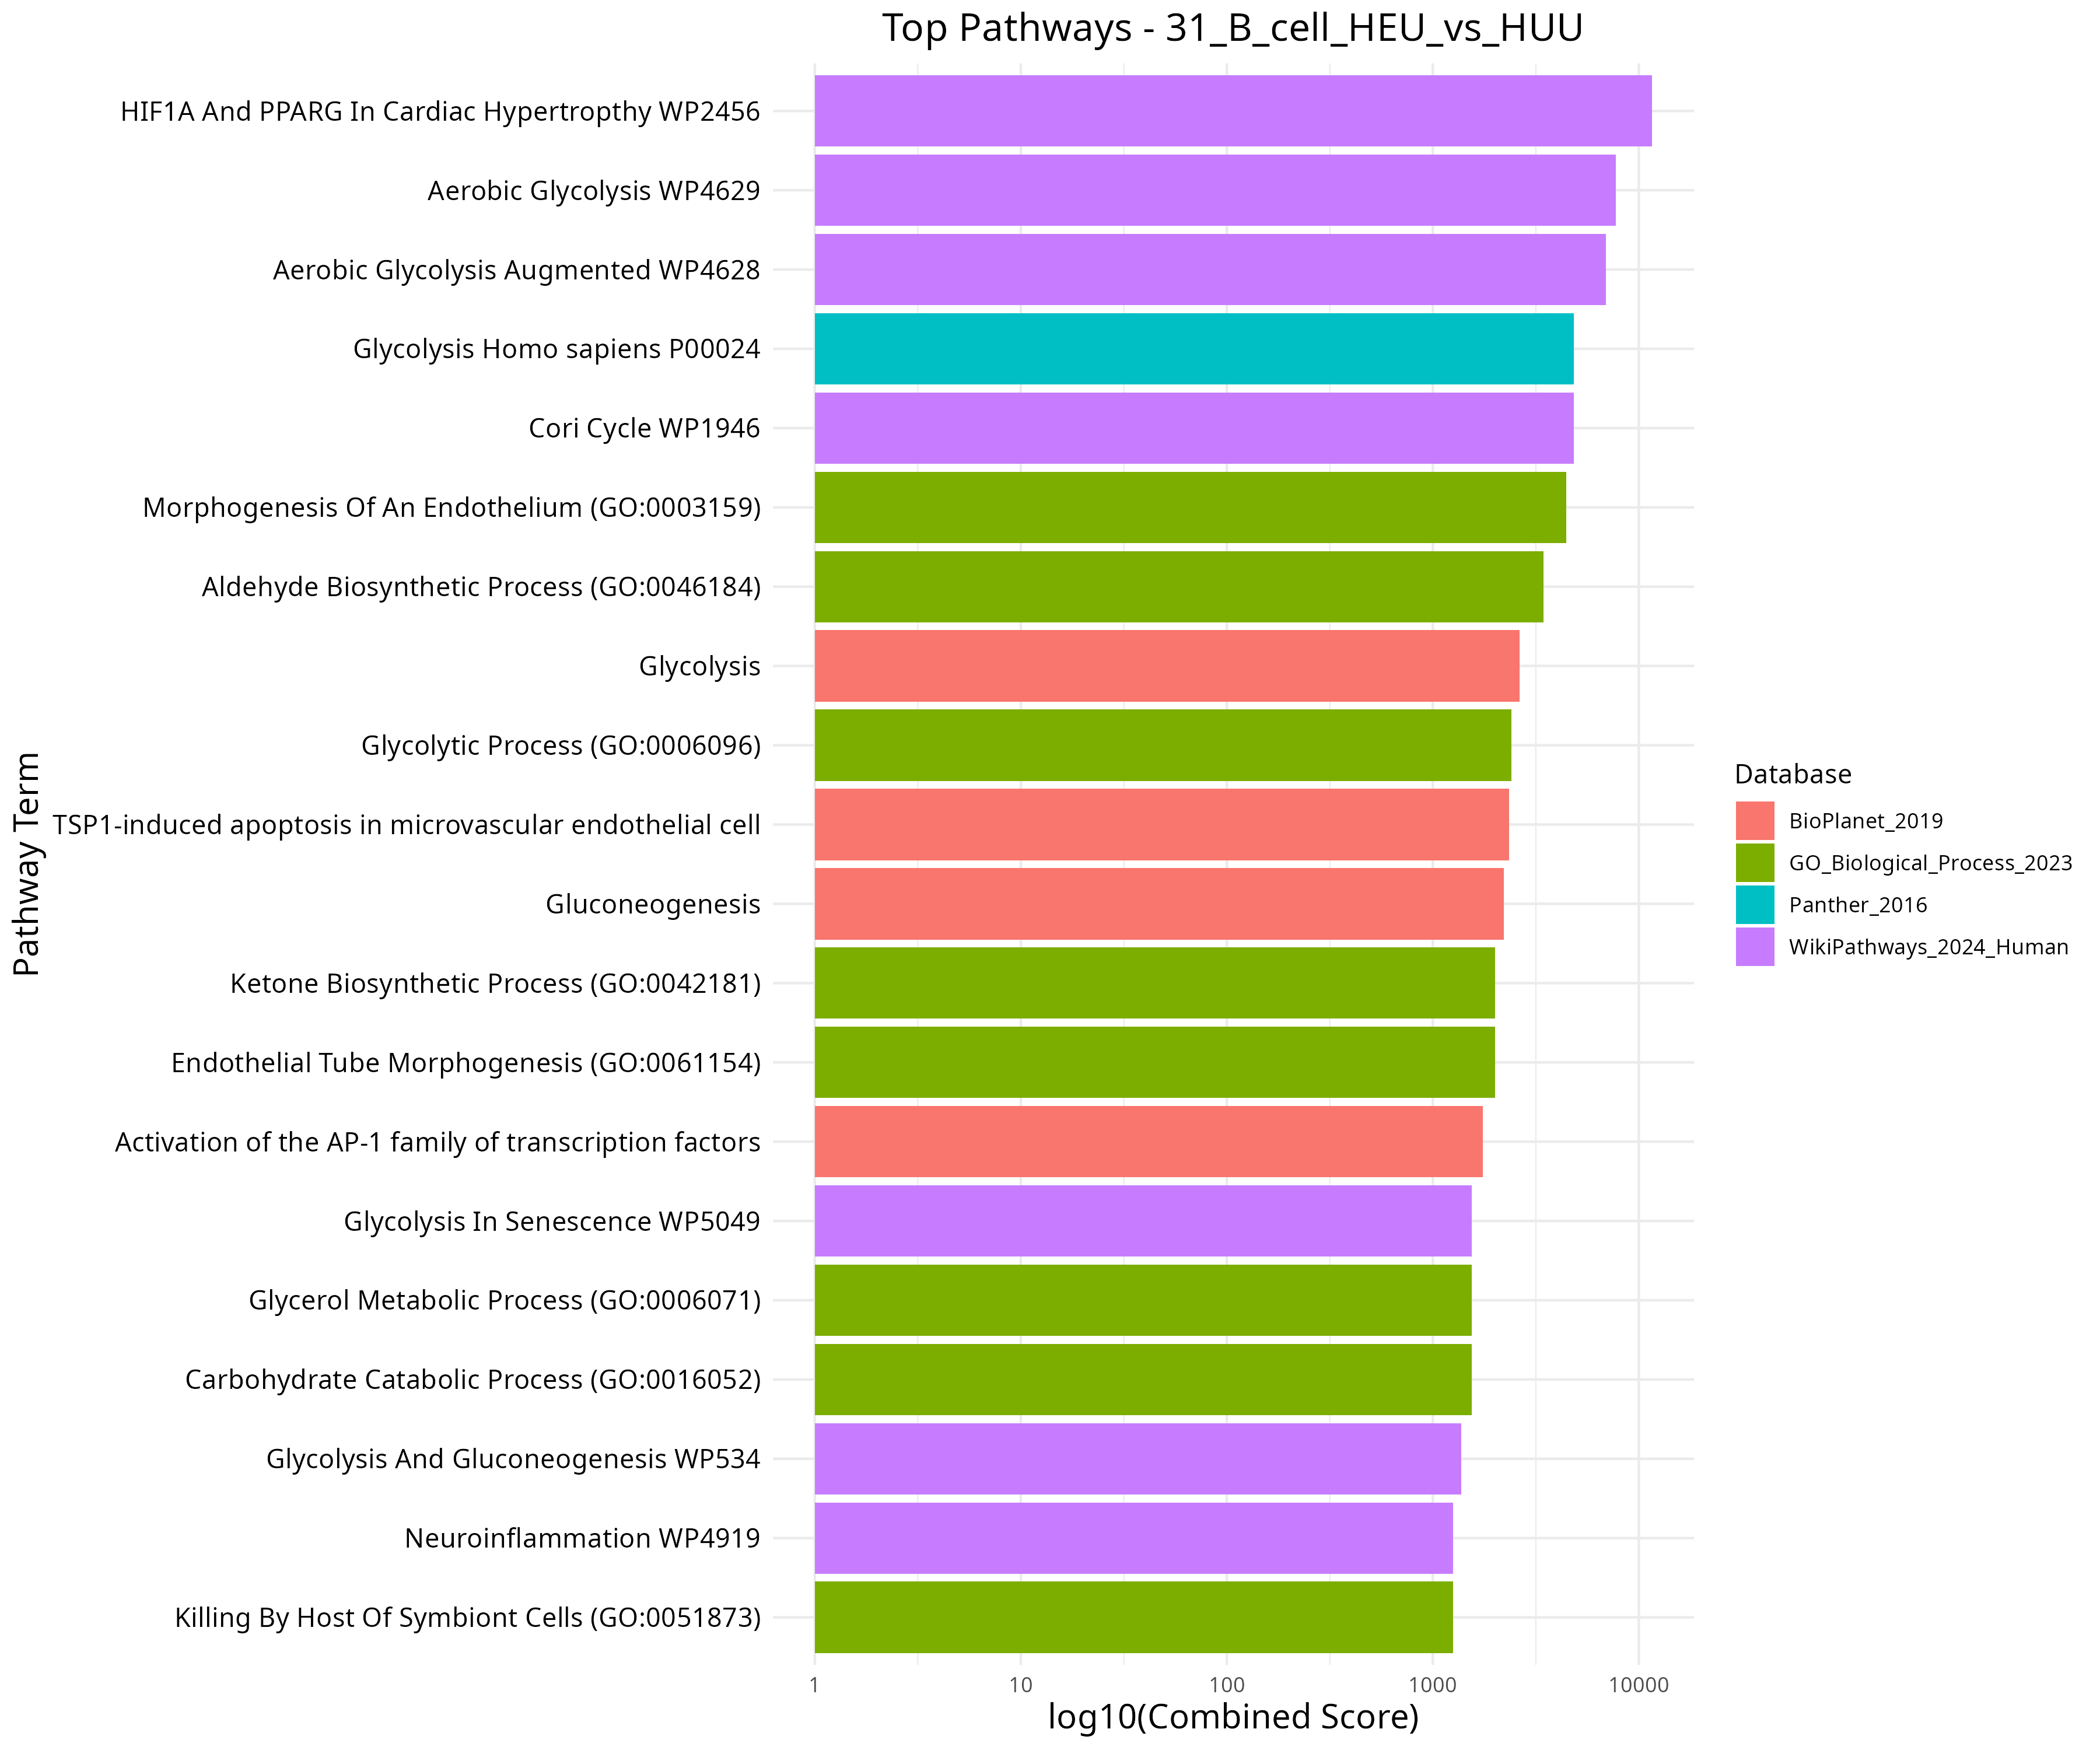 Top Pathways - 31_B_cell_HEU_vs_HUU
Pathway Term
HIF1A And PPARG In Cardiac Hypertropthy WP2456
Aerobic Glycolysis WP4629
Aerobic Glycolysis Augmented WP4628
Glycolysis Homo sapiens P00024
Cori Cycle WP1946
Morphogenesis Of An Endothelium (GO:0003159)
Aldehyde Biosynthetic Process (GO:0046184)
Glycolysis
Glycolytic Process (GO:0006096)
TSP1-induced apoptosis in microvascular endothelial cell
Gluconeogenesis
Ketone Biosynthetic Process (GO:0042181)
Endothelial Tube Morphogenesis (GO:0061154)
Activation of the AP-1 family of transcription factors
Glycolysis In Senescence WP5049
Glycerol Metabolic Process (GO:0006071)
Carbohydrate Catabolic Process (GO:0016052)
Glycolysis And Gluconeogenesis WP534
Neuroinflammation WP4919
Killing By Host Of Symbiont Cells (GO:0051873)
1 10 100 1000 10000
log10(Combined Score)
Database
BioPlanet_2019
GO_Biological_Process_2023
Panther_2016
WikiPathways_2024_Human